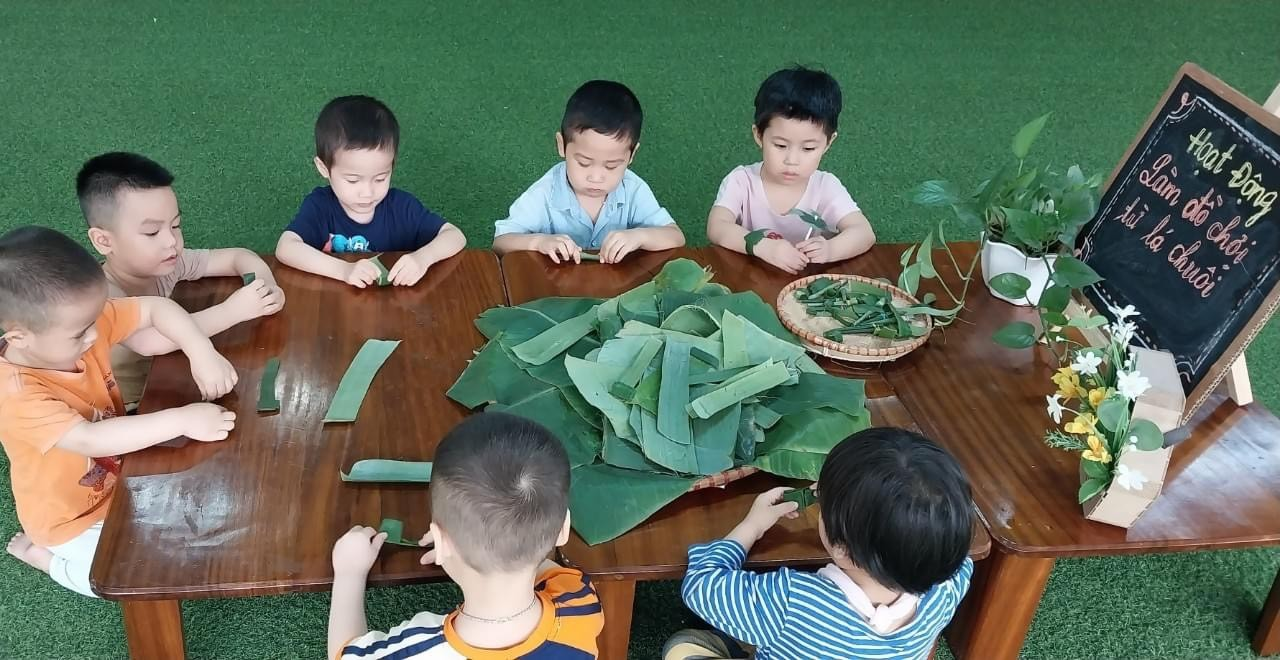 Hoạt Động
Làm đồ chơi
từ lá chuối